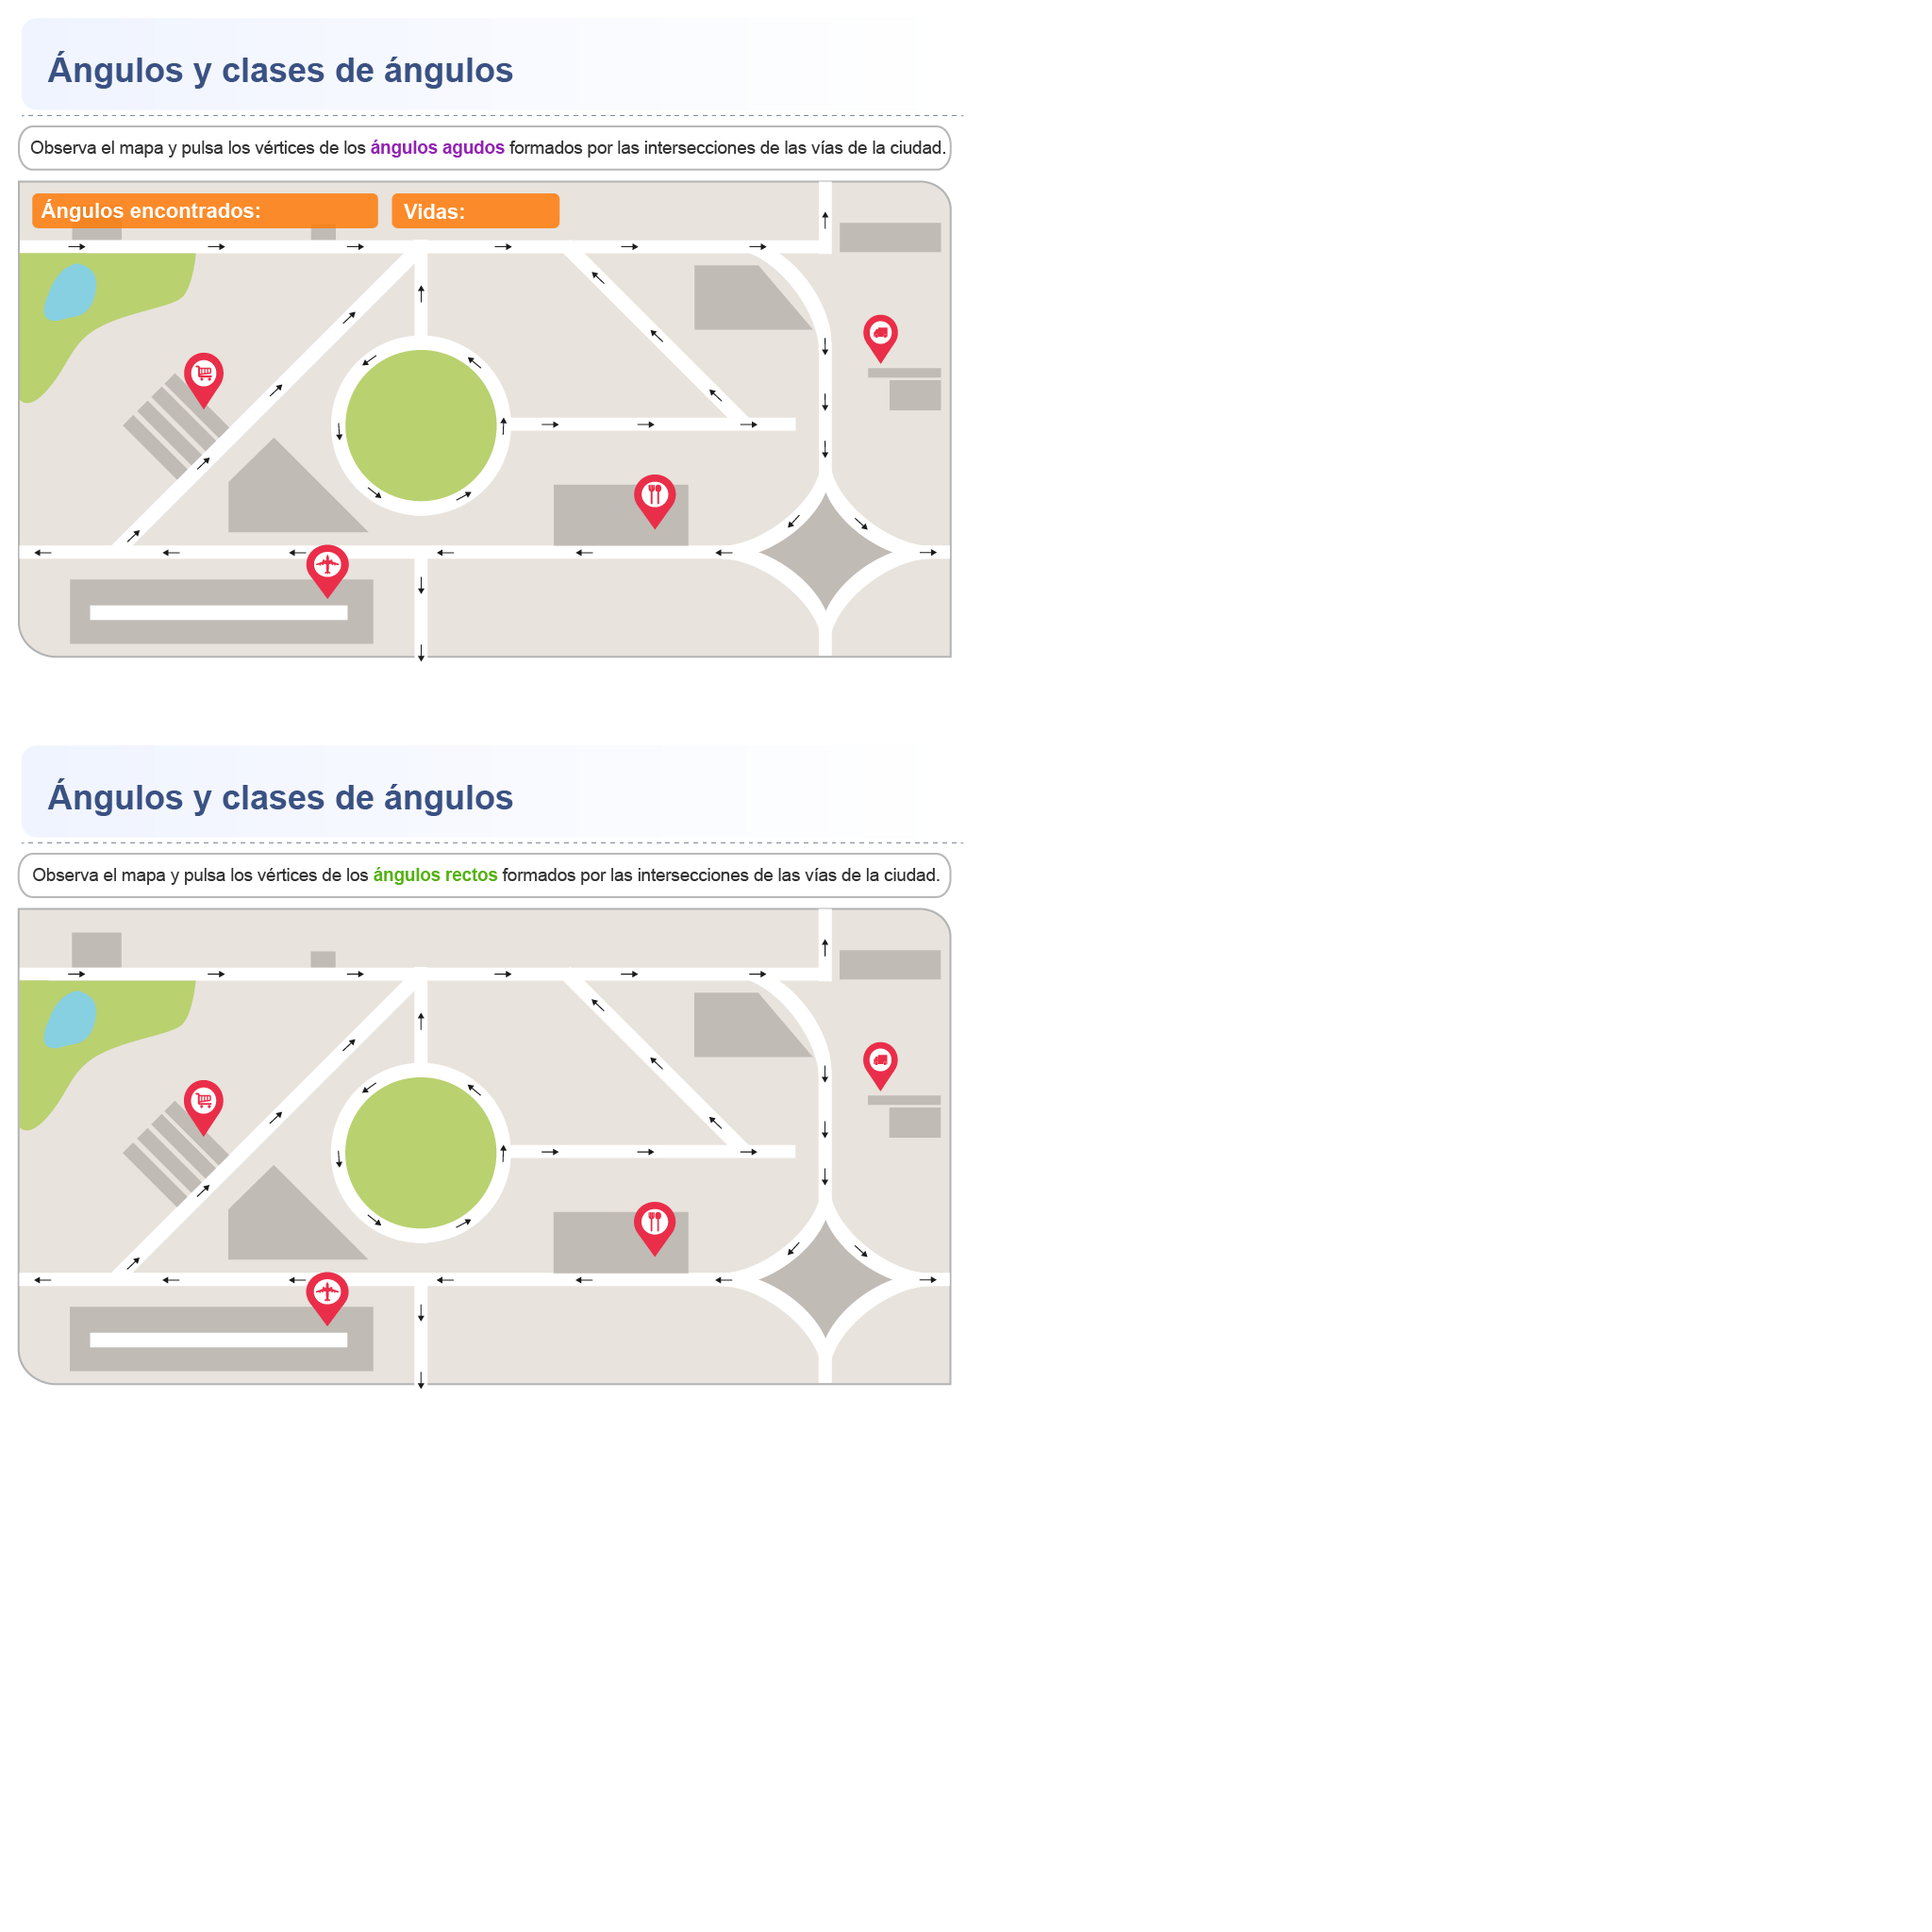 Ángulos y clases de ángulos
Observa el mapa y pulsa los vértices de los ángulos agudos formados por las intersecciones de las vías de la ciudad.
Ángulos encontrados:
Vidas:
Ángulos y clases de ángulos
Observa el mapa y pulsa los vértices de los ángulos rectos formados por las intersecciones de las vías de la ciudad.